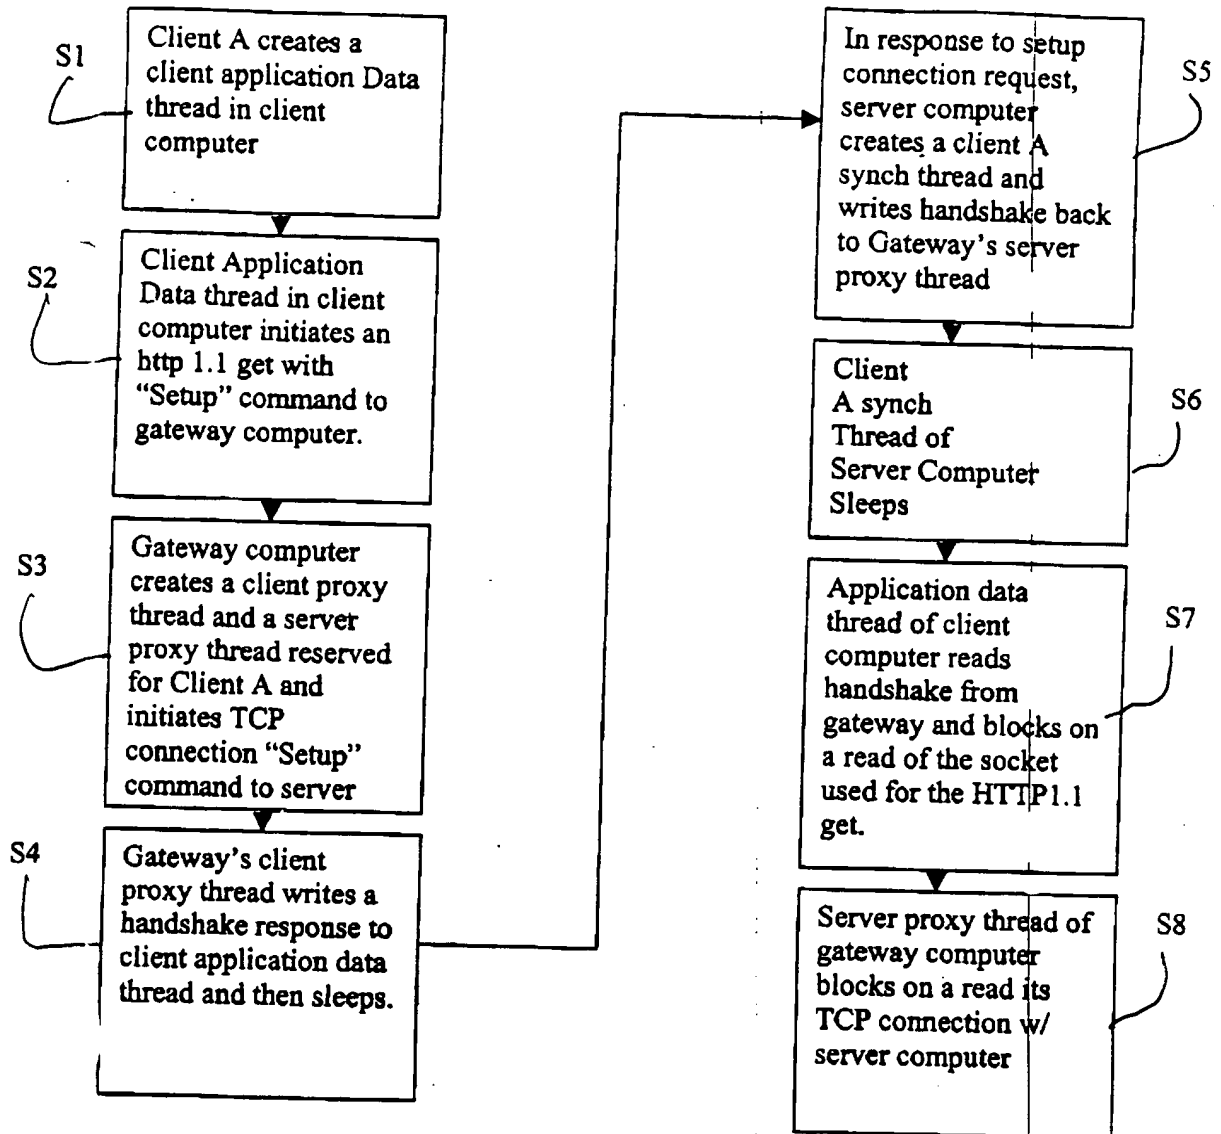 S1
Client A creates a
client application Data
thread in client
computer
S2
Client Application
Data thread in client
computer initiates an
http 1.1 get with
“Setup” command to
gateway computer.
S3
Gateway computer
creates a client proxy
thread and a server
proxy thread reserved
for Client A and
initiates TCP
connection “Setup”
command to server
S4
Gateway’s client
proxy thread writes a
handshake response to
client application data
thread and then sleeps.
In response to setup
connection request,
server computer
creates a client A
synch thread and
writes handshake back
to Gateway’s server
proxy thread
S5
Client
A synch
Thread of
Server Computer
Sleeps
S6
Application data
thread of client
computer reads
handshake from
gateway and blocks on
a read of the socket
used for the HTTP1.1
get.
S7
Server proxy thread of
gateway computer
blocks on a read its
TCP connection w/
server computer
S8